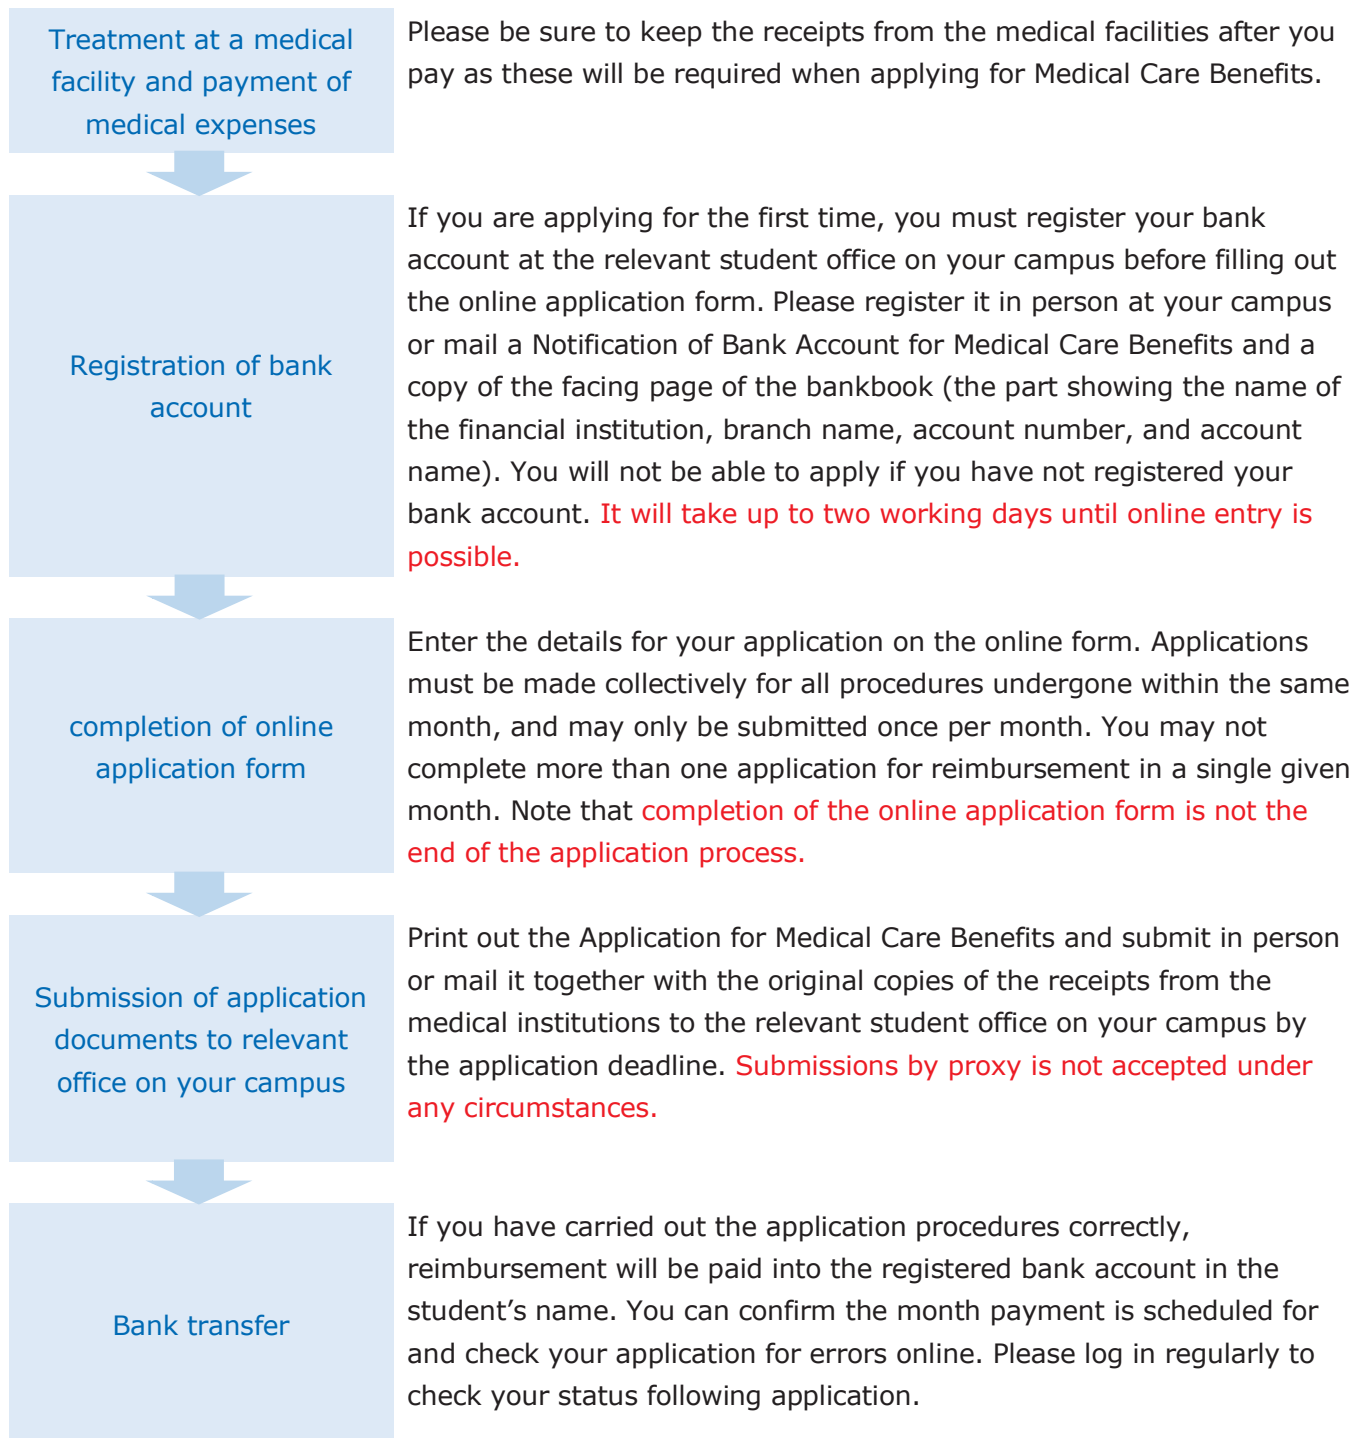 Treatment at a medical
facility and payment of
medical expenses
Please be sure to keep the receipts from the medical facilities after you
pay as these will be required when applying for Medical Care Benefits.
Registration of bank
account
If you are applying for the first time, you must register your bank
account at the relevant student office on your campus before filling out
the online application form. Please register it in person at your campus
or mail a Notification of Bank Account for Medical Care Benefits and a
copy of the facing page of the bankbook (the part showing the name of
the financial institution, branch name, account number, and account
name). You will not be able to apply if you have not registered your
bank account. It will take up to two working days until online entry is
possible.
completion of online
application form
Enter the details for your application on the online form. Applications
must be made collectively for all procedures undergone within the same
month, and may only be submitted once per month. You may not
complete more than one application for reimbursement in a single given
month. Note that completion of the online application form is not the
end of the application process.
Submission of application
documents to relevant
office on your campus
Print out the Application for Medical Care Benefits and submit in person
or mail it together with the original copies of the receipts from the
medical institutions to the relevant student office on your campus by
the application deadline. Submissions by proxy is not accepted under
any circumstances.
Bank transfer
If you have carried out the application procedures correctly,
reimbursement will be paid into the registered bank account in the
student’s name. You can confirm the month payment is scheduled for
and check your application for errors online. Please log in regularly to
check your status following application.